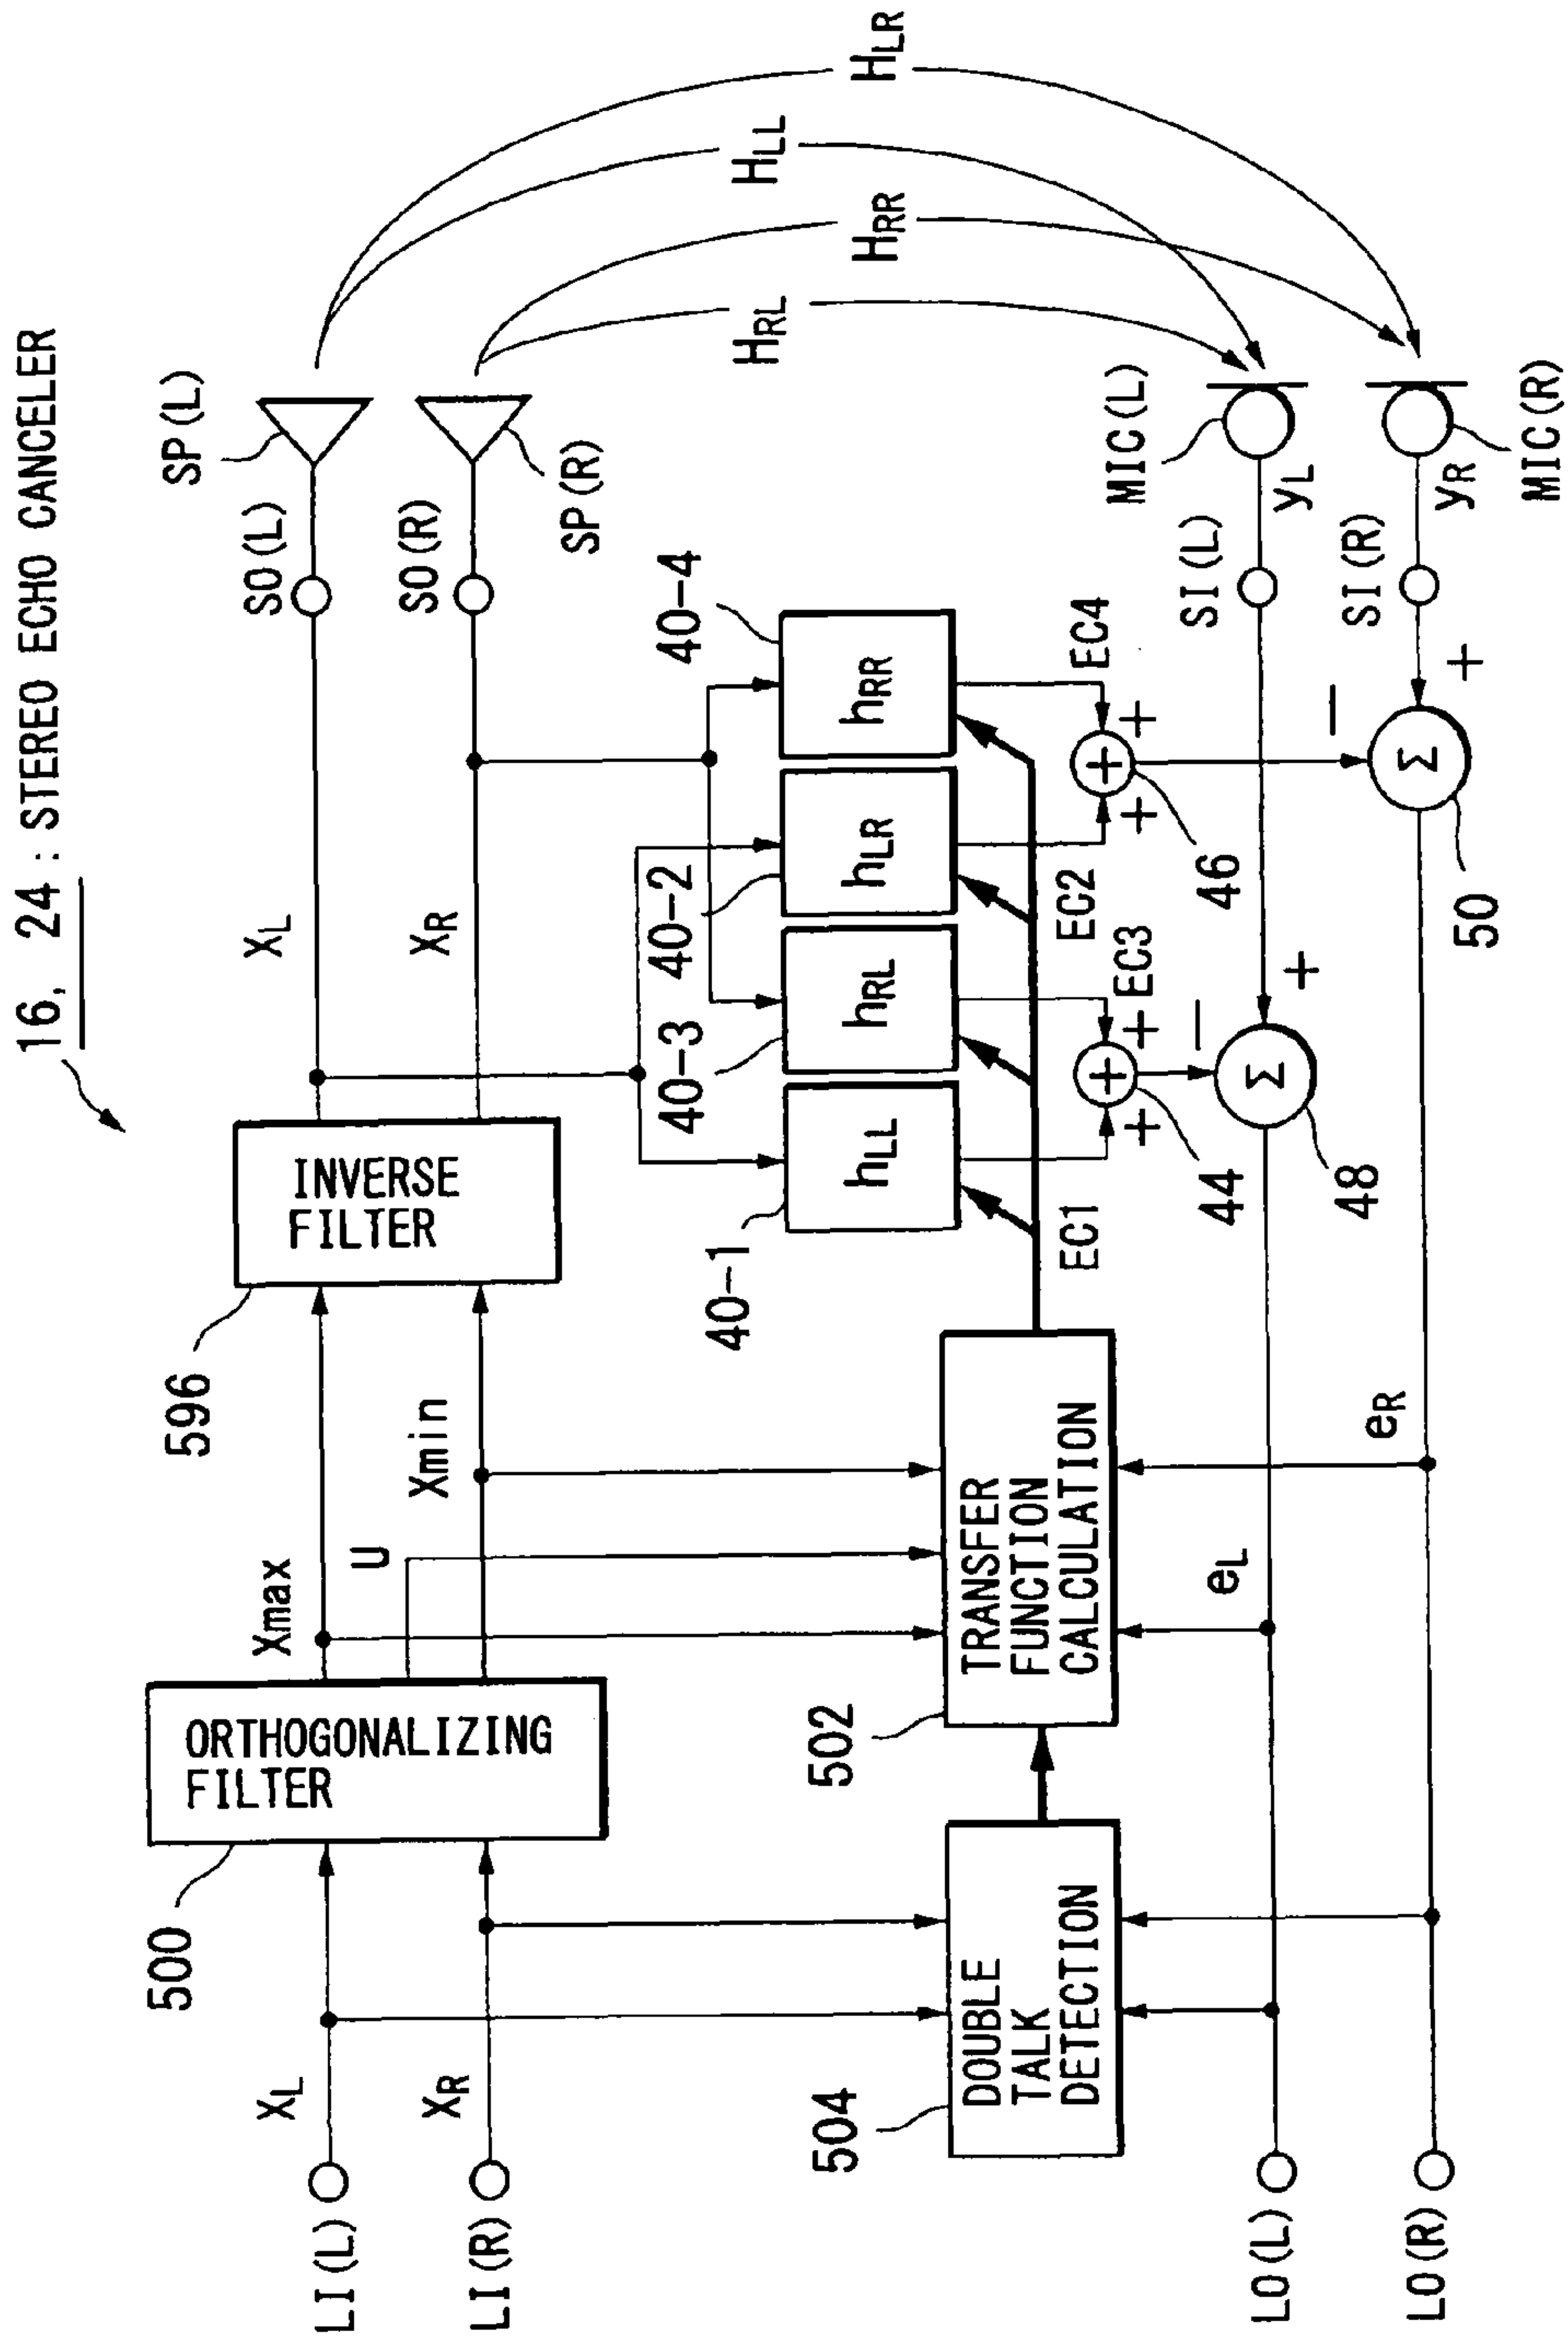 16, 24 : STEREO ECHO CANCELER
LI(L)
XL
500
ORTHOGONALIZING
FILTER
Xmax
U
Xmin
596
INVERSE
FILTER
XL
SO(L)
SP(L)
LI(R)
XR
XR
SO(R)
SP(R)
HRL
HRR
HLL
HLR
504
DOUBLE
TALK
DETECTION
502
TRANSFER
FUNCTION
CALCULATION
40-1
hLL
40-3
hRL
40-2
hLR
40-4
hRR
EC1
EC3
EC2
EC4
+
+
+
44
+
+
+
46
LO(L)
eL
48
Σ
−
+
SI(L)
yL
MIC(L)
LO(R)
eR
50
Σ
−
+
SI(R)
yR
MIC(R)